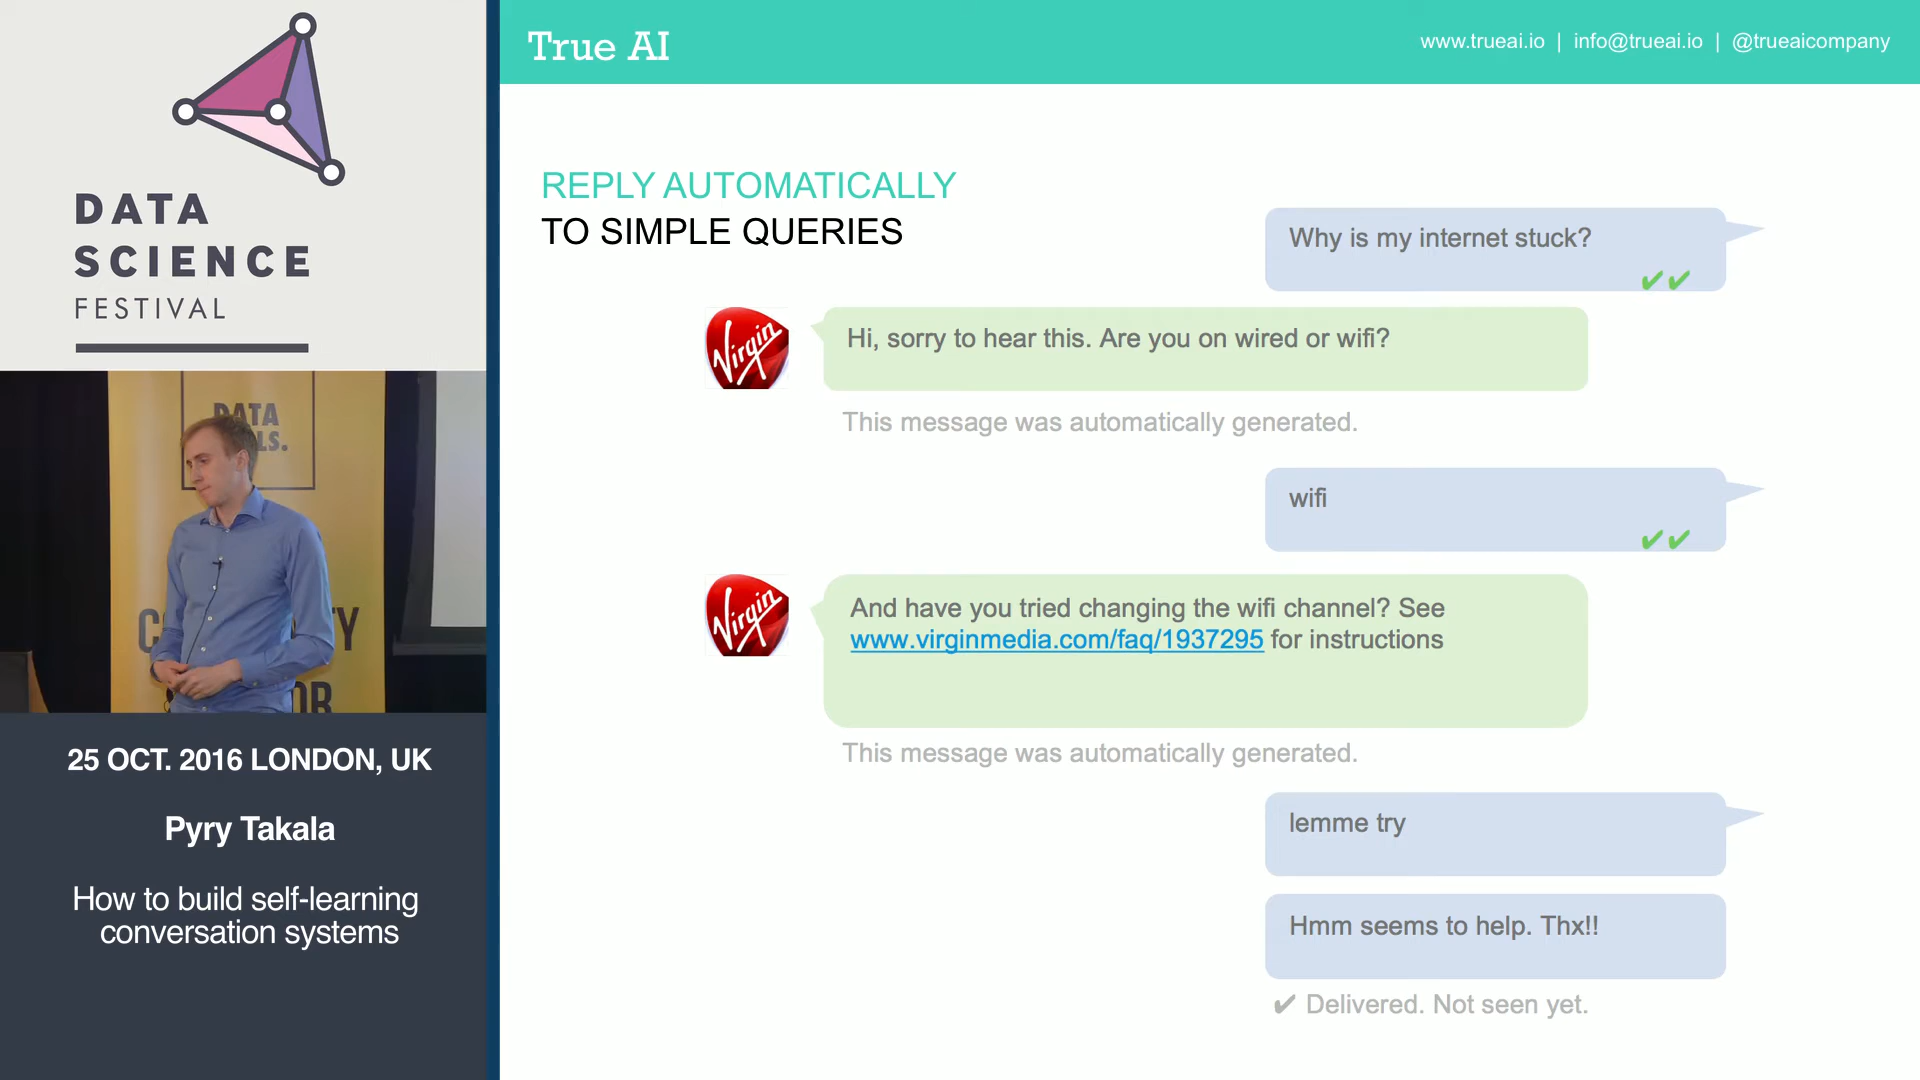 DATA
SCIENCE
FESTIVAL
DATA
LS.
25 OCT. 2016 LONDON, UK
Pyry Takala
How to build self-learning
conversation systems
True AI
www.trueai.io | info@trueai.io | @trueaicompany
REPLY AUTOMATICALLY
TO SIMPLE QUERIES
Why is my internet stuck?
✔✔
Virgin
Hi, sorry to hear this. Are you on wired or wifi?
This message was automatically generated.
wifi
✔✔
Virgin
And have you tried changing the wifi channel? See
www.virginmedia.com/faq/1937295 for instructions
This message was automatically generated.
lemme try
Hmm seems to help. Thx!!
✔ Delivered. Not seen yet.